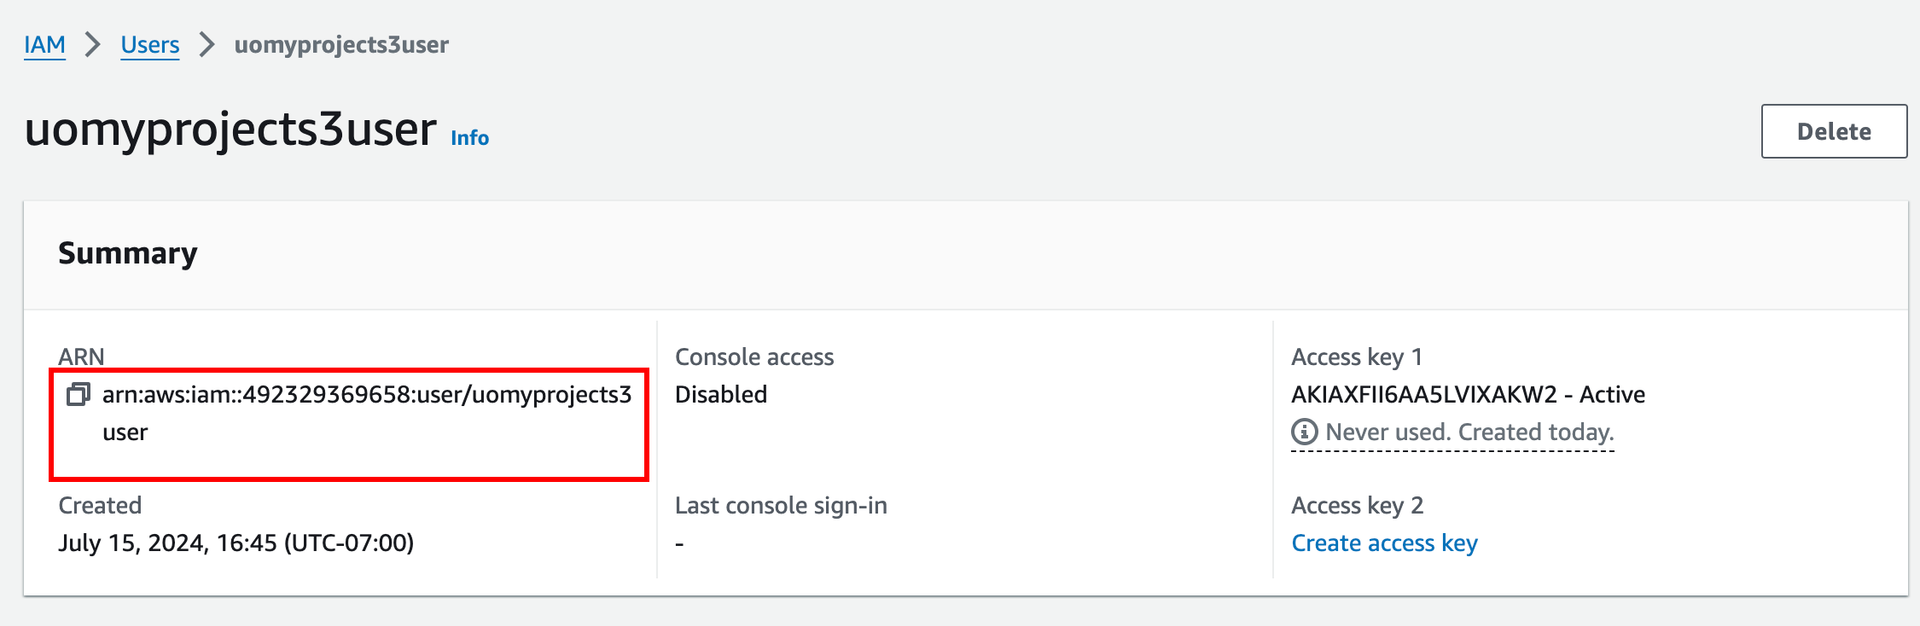 IAM > Users > uomyprojects3user
uomyprojects3user Info
Delete
Summary
ARN
arn:aws:iam::492329369658:user/uomyprojects3
user
Created
July 15, 2024, 16:45 (UTC-07:00)
Console access
Disabled
Last console sign-in
-
Access key 1
AKIAXFII6AA5LVIXAKW2 - Active
Never used. Created today.
Access key 2
Create access key